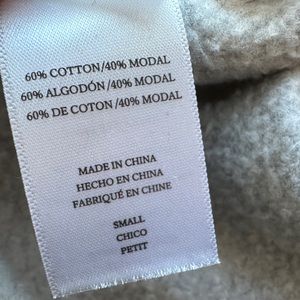 60% COTTON/40% MODAL
60% ALGODÓN/40% MODAL
60% DE COTON/40% MODAL
MADE IN CHINA
HECHO EN CHINA
FABRIQUÉ EN CHINE
SMALL
CHICO
PETIT